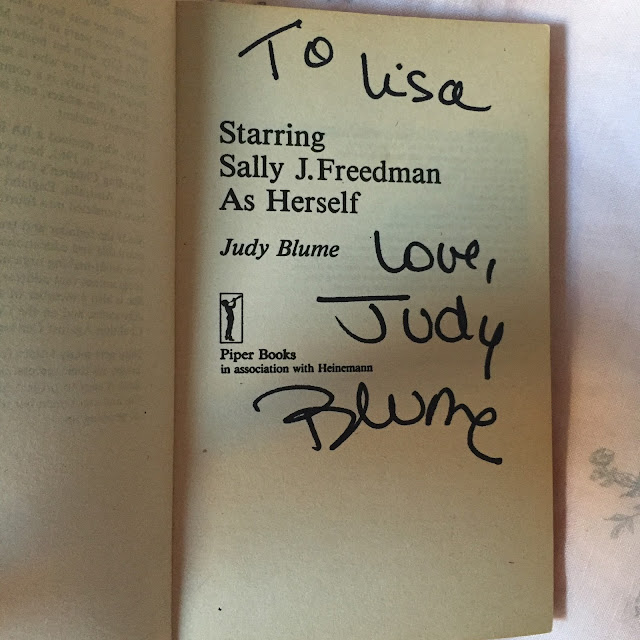 To Lisa
Starring
Sally J. Freedman
As Herself
Judy Blume
Love,
Judy
Piper Books
in association with Heinemann
Blume